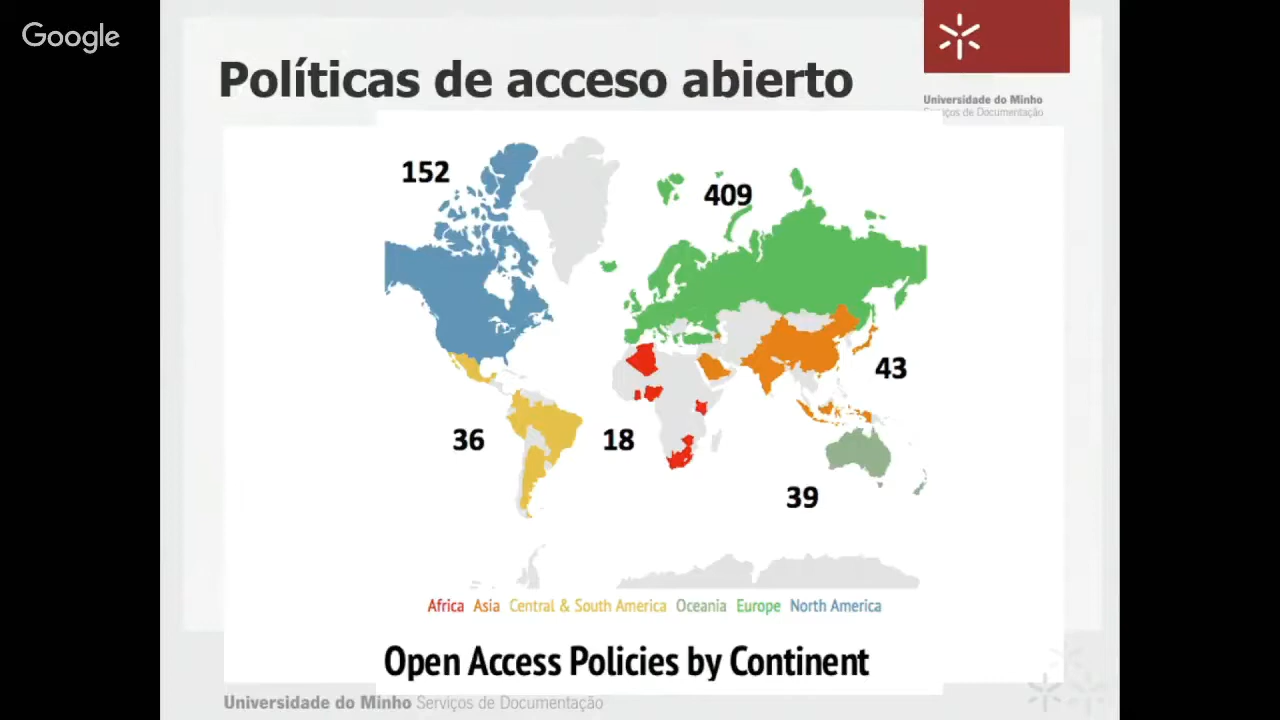 Google
Políticas de acceso abierto
Universidade do Minho
Serviços de Documentação
152
409
43
36
18
39
Africa Asia Central & South America Oceania Europe North America
Open Access Policies by Continent
Universidade do Minho Serviços de Documentação